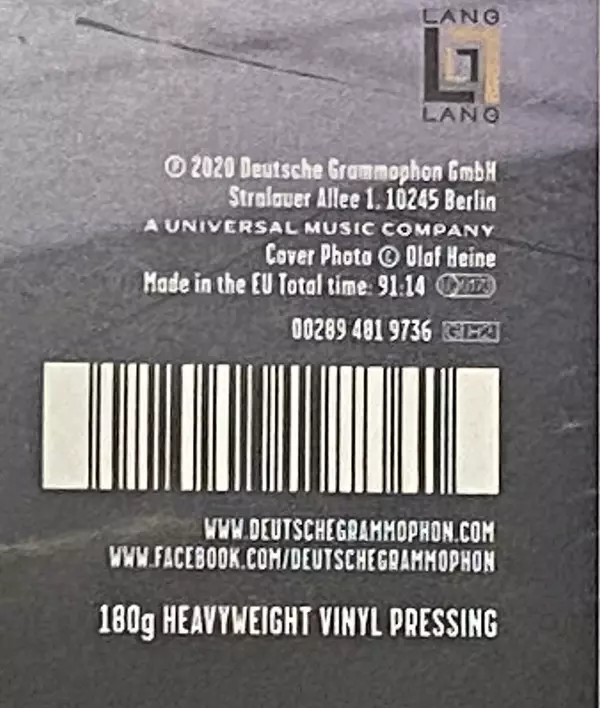 LANG
LANG
℗ 2020 Deutsche Grammophon GmbH
Stralauer Allee 1, 10245 Berlin
A UNIVERSAL MUSIC COMPANY
Cover Photo © Olaf Heine
Made in the EU Total time: 91:14
00289 481 9736 GH2
WWW.DEUTSCHEGRAMMOPHON.COM
WWW.FACEBOOK.COM/DEUTSCHEGRAMMOPHON
180g HEAVYWEIGHT VINYL PRESSING